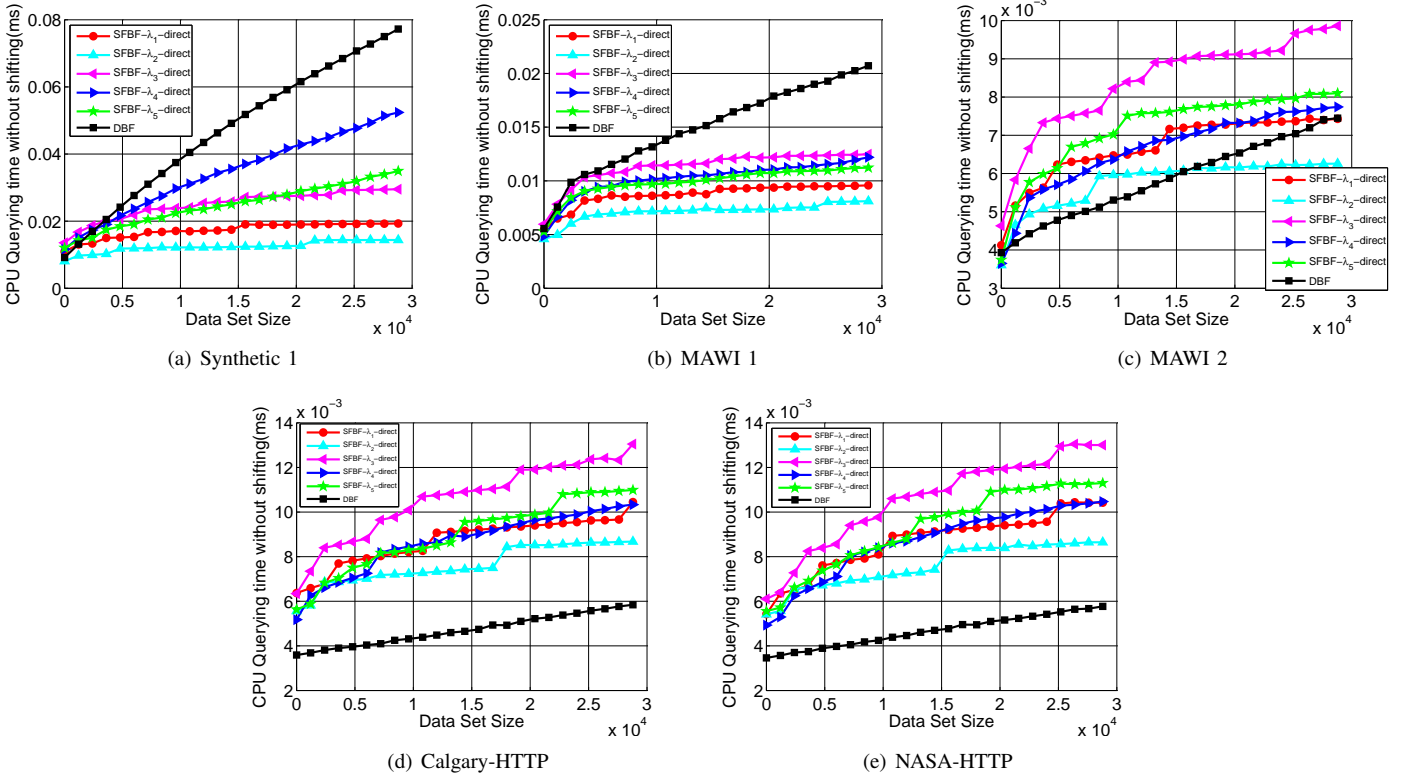 0.08
0.06
0.04
0.02
0
CPU Querying time without shifting(ms)
SFBF−λ1−direct
SFBF−λ2−direct
SFBF−λ3−direct
SFBF−λ4−direct
SFBF−λ5−direct
DBF
0 0.5 1 1.5 2 2.5 3
Data Set Size
x 10^4
(a) Synthetic 1
0.025
0.02
0.015
0.01
0.005
0
CPU Querying time without shifting(ms)
SFBF−λ1−direct
SFBF−λ2−direct
SFBF−λ3−direct
SFBF−λ4−direct
SFBF−λ5−direct
DBF
0 1 2 3
Data Set Size
x 10^4
(b) MAWI 1
x 10^−3
10
9
8
7
6
5
4
3
CPU Querying time without shifting(ms)
SFBF−λ1−direct
SFBF−λ2−direct
SFBF−λ3−direct
SFBF−λ4−direct
SFBF−λ5−direct
DBF
0 0.5 1 1.5 2 2.5 3
Data Set Size
x 10^4
(c) MAWI 2
x 10^−3
14
12
10
8
6
4
2
CPU Querying time without shifting(ms)
SFBF−λ1−direct
SFBF−λ2−direct
SFBF−λ3−direct
SFBF−λ4−direct
SFBF−λ5−direct
DBF
0 0.5 1 1.5 2 2.5 3
Data Set Size
x 10^4
(d) Calgary-HTTP
x 10^−3
14
12
10
8
6
4
2
CPU Querying time without shifting(ms)
SFBF−λ1−direct
SFBF−λ2−direct
SFBF−λ3−direct
SFBF−λ4−direct
SFBF−λ5−direct
DBF
0 0.5 1 1.5 2 2.5 3
Data Set Size
x 10^4
(e) NASA-HTTP